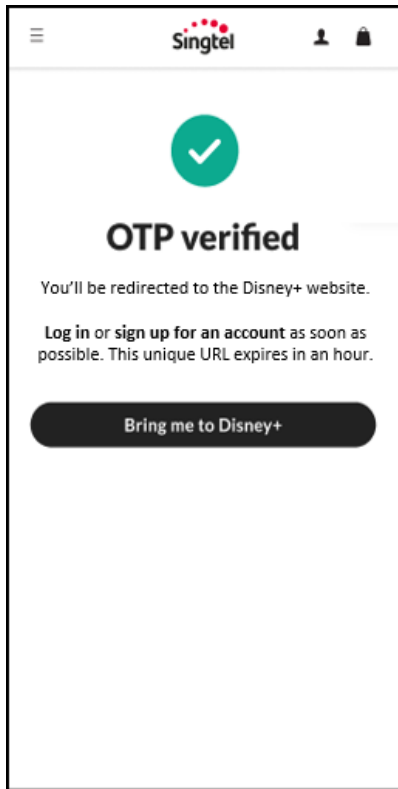 Singtel
OTP verified
You'll be redirected to the Disney+ website.
Log in or sign up for an account as soon as
possible. This unique URL expires in an hour.
Bring me to Disney+